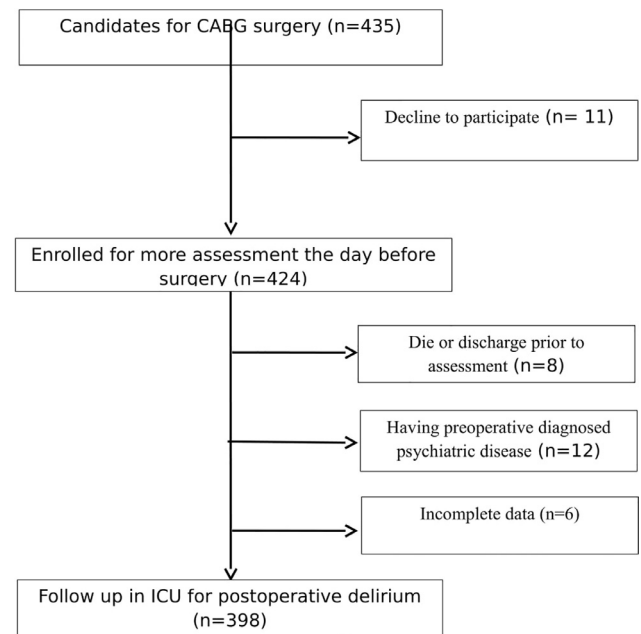 Candidates for CABG surgery (n=435)
Decline to participate (n= 11)
Enrolled for more assessment the day before
surgery (n=424)
Die or discharge prior to
assessment (n=8)
Having preoperative diagnosed
psychiatric disease (n=12)
Incomplete data (n=6)
Follow up in ICU for postoperative delirium
(n=398)